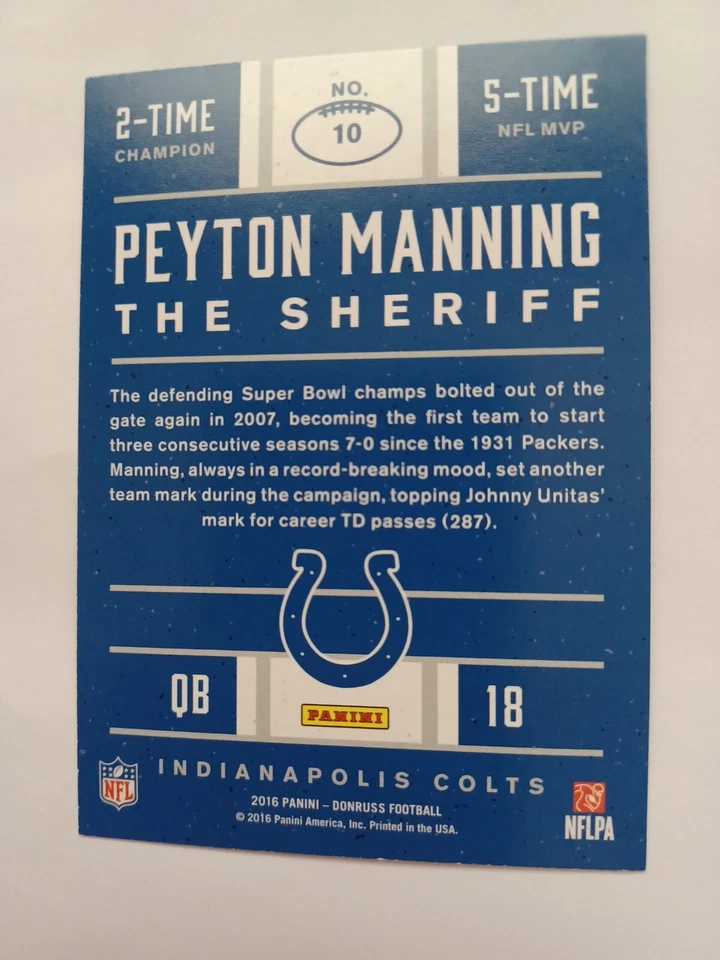 2-TIME
CHAMPION
NO.
10
5-TIME
NFL MVP
PEYTON MANNING
THE SHERIFF
The defending Super Bowl champs bolted out of the
gate again in 2007, becoming the first team to start
three consecutive seasons 7-0 since the 1931 Packers.
Manning, always in a record-breaking mood, set another
team mark during the campaign, topping Johnny Unitas'
mark for career TD passes (287).
QB
PANINI
18
INDIANAPOLIS COLTS
NFL
2016 PANINI – DONRUSS FOOTBALL
© 2016 Panini America, Inc. Printed in the USA.
NFLPA